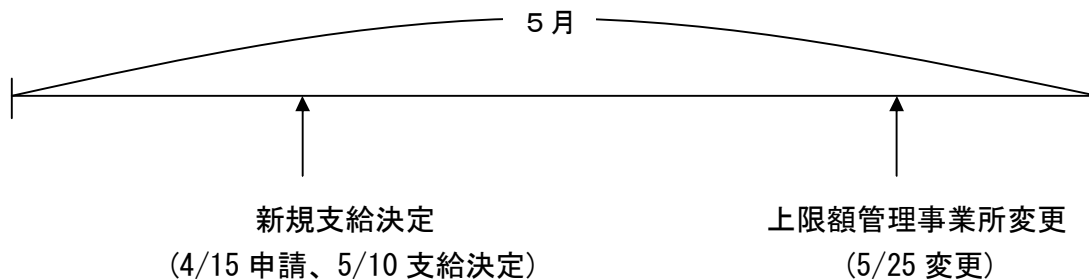 ５月
新規支給決定
(4/15 申請、5/10 支給決定)
上限額管理事業所変更
(5/25 変更)